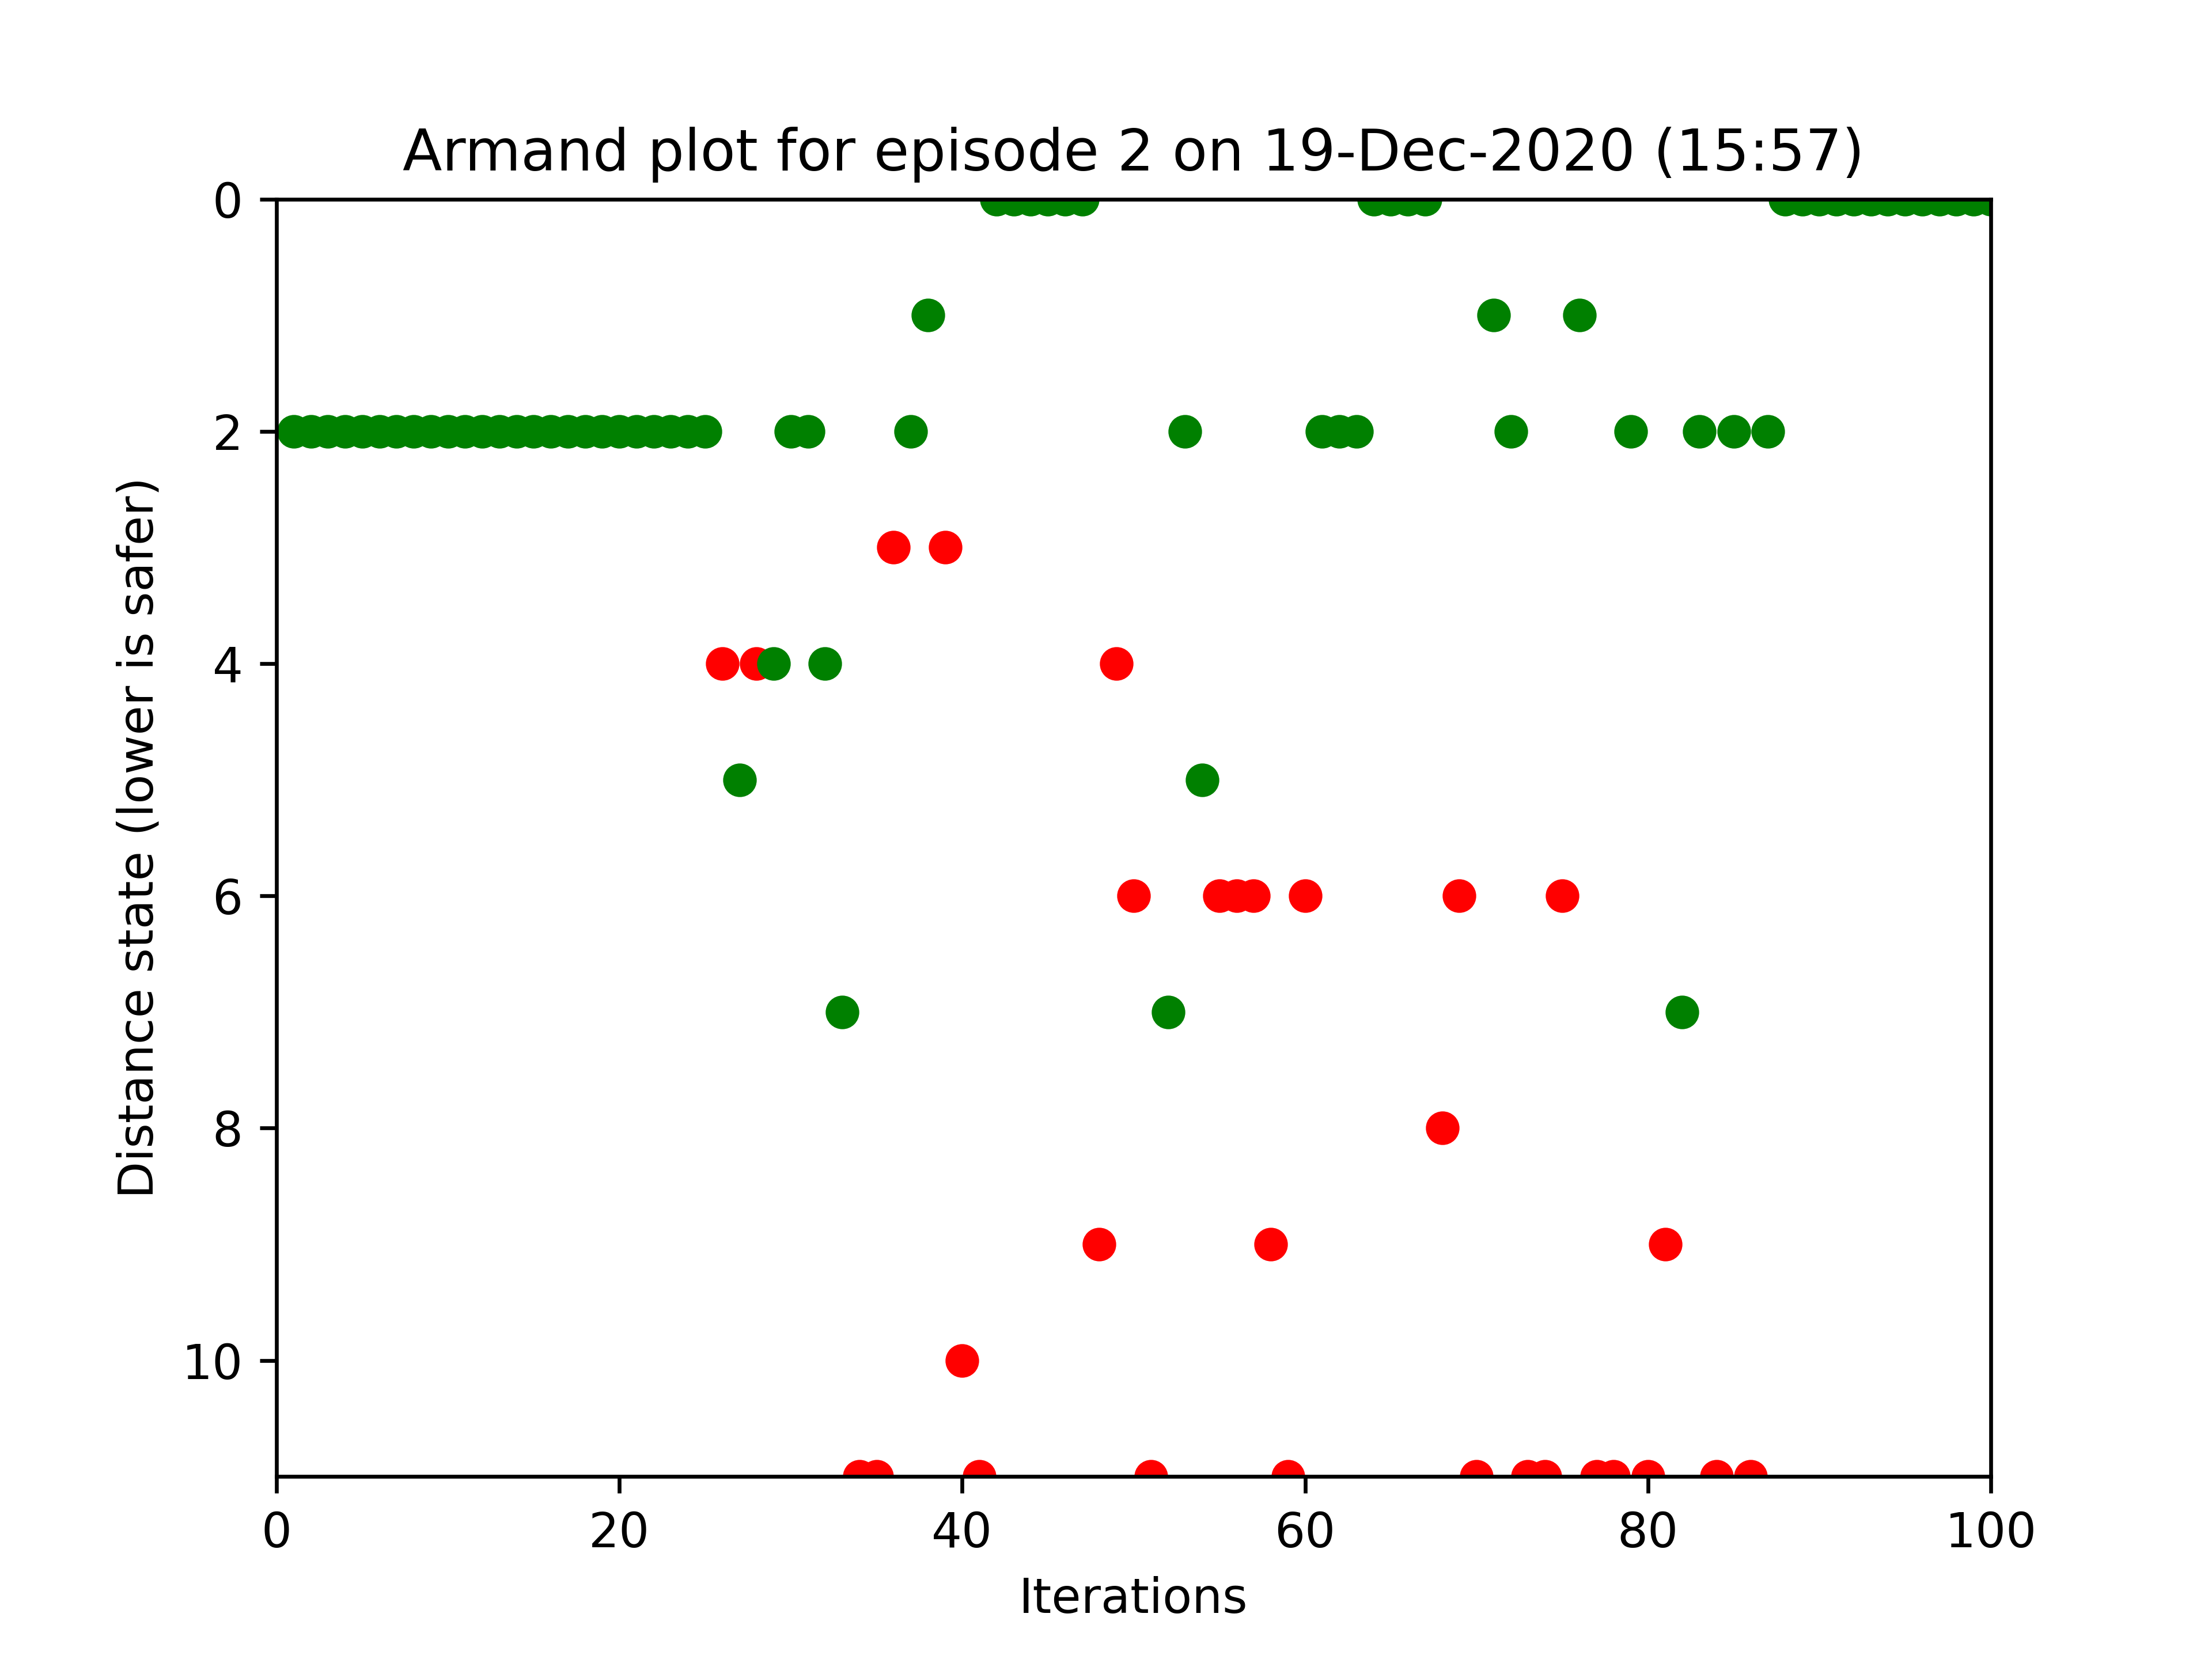 Armand plot for episode 2 on 19-Dec-2020 (15:57)
0
2
4
6
8
10
Distance state (lower is safer)
0 20 40 60 80 100
Iterations